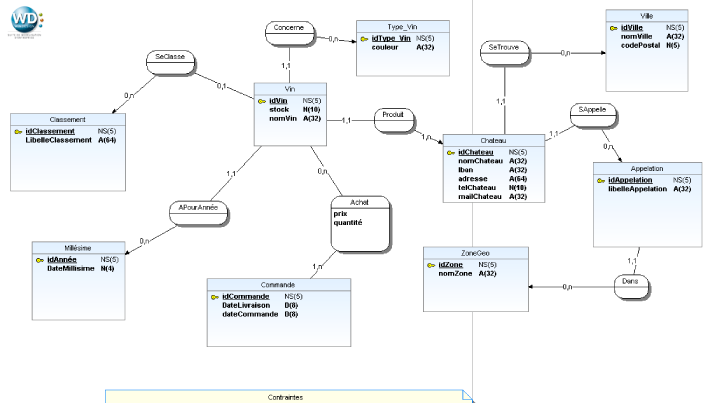 WD
Type_Vin
idType_Vin NS(5)
couleur A(32)
Concerne
0,n
1,1
Ville
idVille NS(5)
nomVille A(32)
codePostal N(5)
SeTrouve
0,n
1,1
SeClasse
0,n
0,1
Vin
idVin NS(5)
stock N(10)
nomVin A(32)
Classement
idClassement NS(5)
LibelleClassement A(64)
Produit
1,1
1,n
SAppelle
1,1
0,n
Chateau
idChateau NS(5)
nomChateau A(32)
Iban A(32)
adresse A(64)
telChateau N(10)
mailChateau A(32)
Appelation
idAppelation NS(5)
libelleAppelation A(32)
1,1
0,n
APourAnnée
0,n
Achat
prix
quantité
1,n
Millésime
idAnnée NS(5)
DateMillisime N(4)
ZoneGeo
idZone NS(5)
nomZone A(32)
1,1
Dans
0,n
Commande
idCommande NS(5)
DateLivraison D(8)
dateCommande D(8)
Contraintes